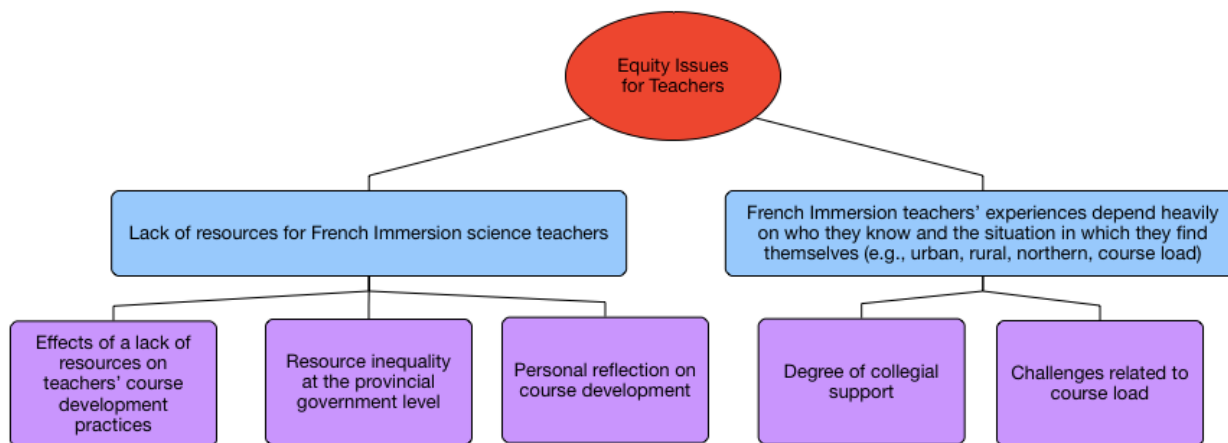 Equity Issues
for Teachers
Lack of resources for French Immersion science teachers
French Immersion teachers’ experiences depend heavily
on who they know and the situation in which they find
themselves (e.g., urban, rural, northern, course load)
Effects of a lack of
resources on
teachers’ course
development
practices
Resource inequality
at the provincial
government level
Personal reflection on
course development
Degree of collegial
support
Challenges related to
course load